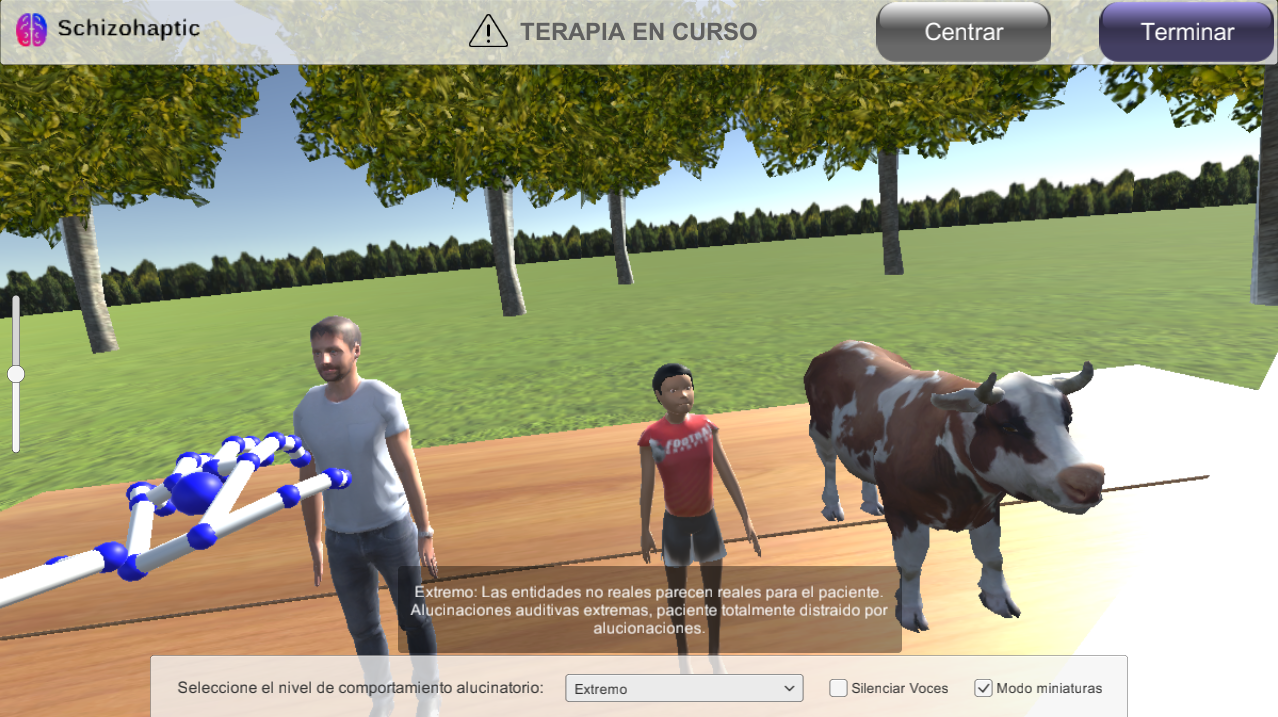 Schizohaptic
TERAPIA EN CURSO
Centrar
Terminar
FOOTBA
Extremo: Las entidades no reales parecen reales para el paciente.
Alucinaciones auditivas extremas, paciente totalmente distraido por
alucionaciones.
Seleccione el nivel de comportamiento alucinatorio:
Extremo
Silenciar Voces
Modo miniaturas